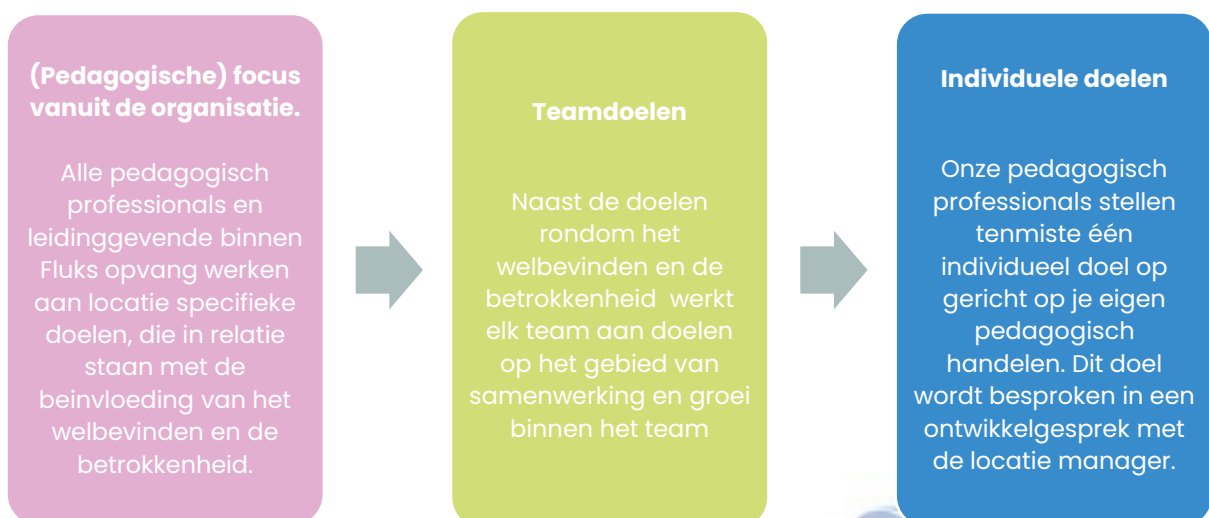 (Pedagogische) focus
vanuit de organisatie.
Alle pedagogisch
professionals en
leidinggevende binnen
Fluks opvang werken
aan locatie specifieke
doelen, die in relatie
staan met de
beinvloeding van het
welbevinden en de
betrokkenheid.
Teamdoelen
Naast de doelen
rondom het
welbevinden en de
betrokkenheid werkt
elk team aan doelen
op het gebied van
samenwerking en groei
binnen het team
Individuele doelen
Onze pedagogisch
professionals stellen
tenmiste één
individueel doel op
gericht op je eigen
pedagogisch
handelen. Dit doel
wordt besproken in een
ontwikkelgesprek met
de locatie manager.